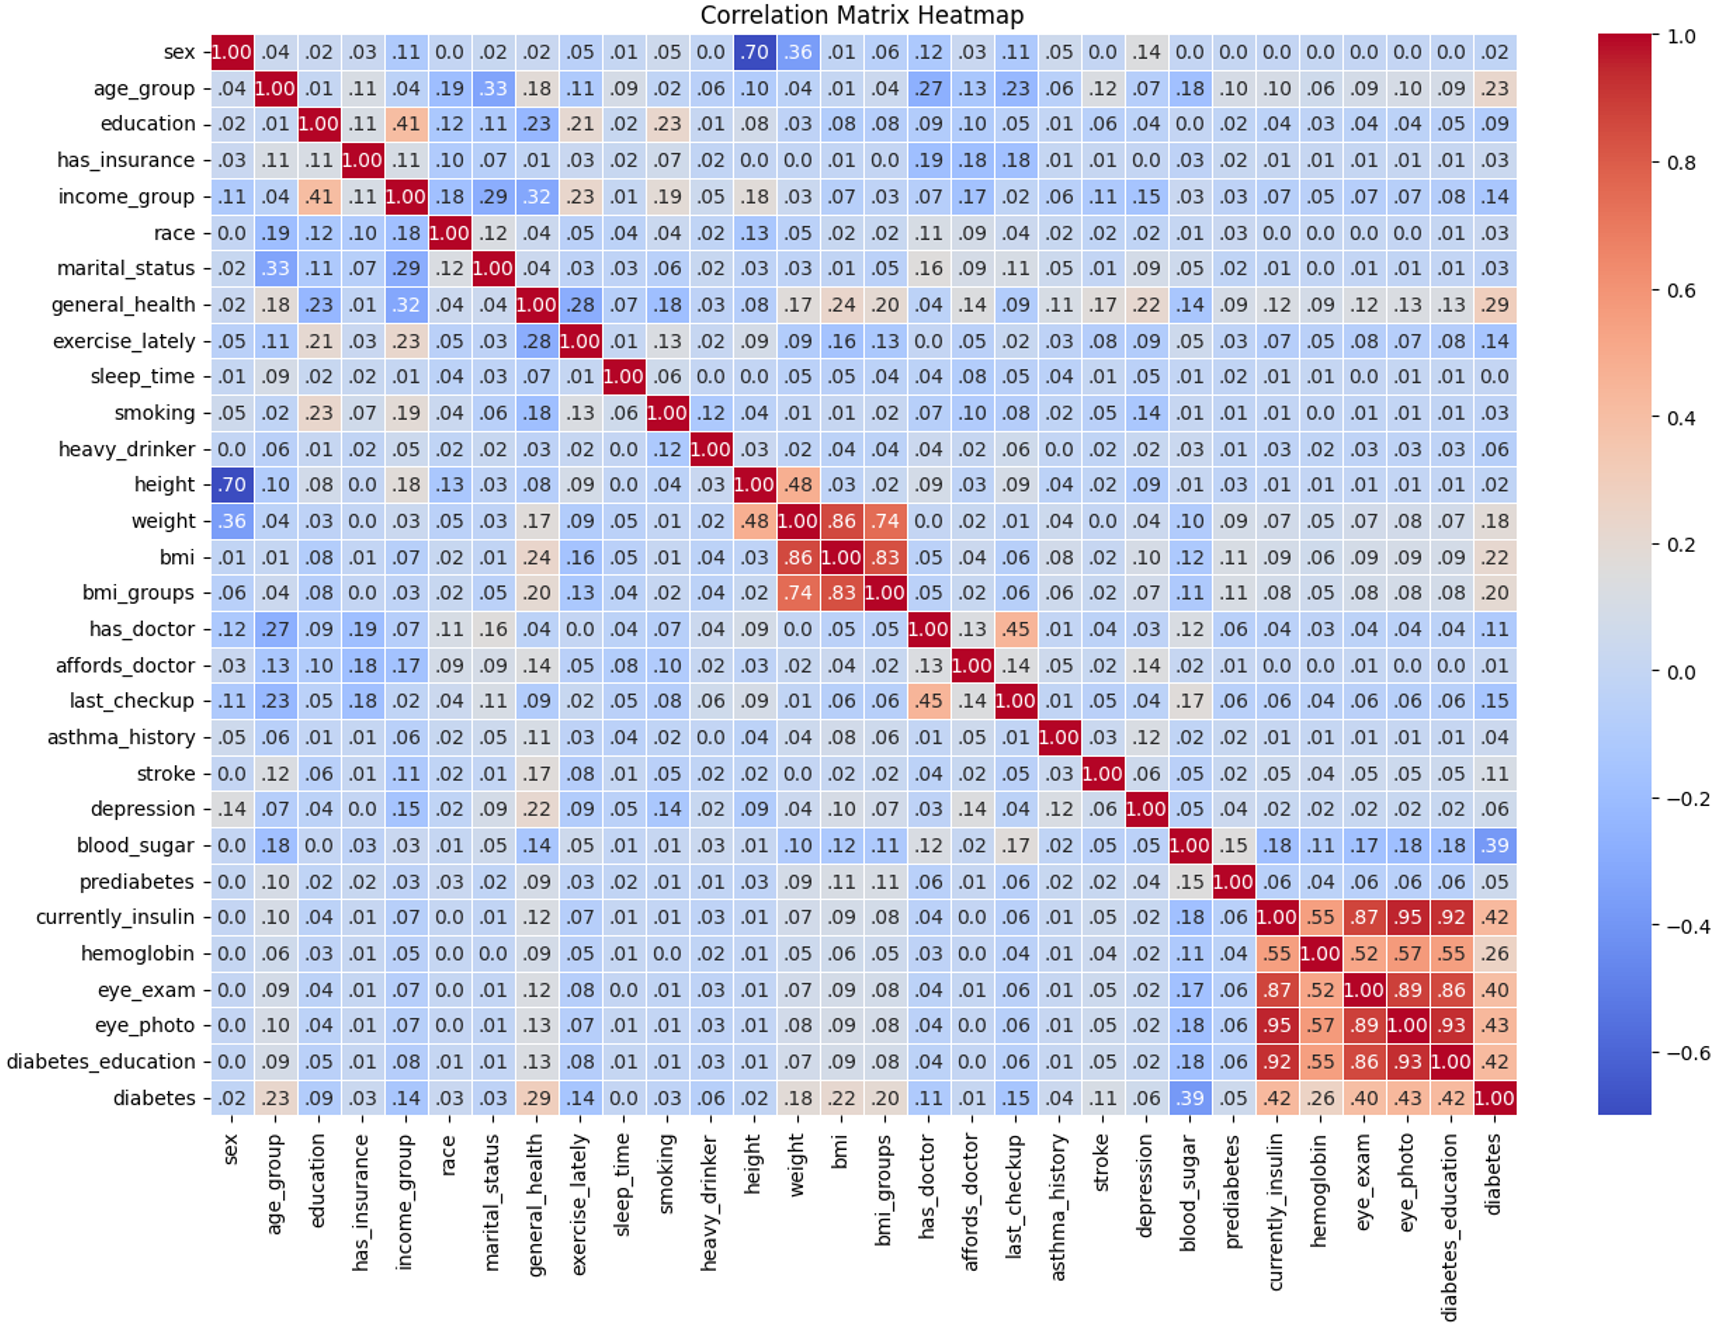 Correlation Matrix Heatmap
sex 1.00 .04 .02 .03 .11 0.0 .02 .02 .05 .01 .05 0.0 .70 .36 .01 .06 .12 .03 .11 .05 0.0 .14 0.0 0.0 0.0 0.0 0.0 0.0 0.0 .02
age_group .04 1.00 .01 .11 .04 .19 .33 .18 .11 .09 .02 .06 .10 .04 .01 .04 .27 .13 .23 .06 .12 .07 .18 .10 .10 .06 .09 .10 .09 .23
education .02 .01 1.00 .11 .41 .12 .11 .23 .21 .02 .23 .01 .08 .03 .08 .08 .09 .10 .05 .01 .06 .04 0.0 .02 .04 .03 .04 .04 .05 .09
has_insurance .03 .11 .11 1.00 .11 .10 .07 .01 .03 .02 .07 .02 0.0 0.0 .01 0.0 .19 .18 .18 .01 .01 0.0 .03 .02 .01 .01 .01 .01 .01 .03
income_group .11 .04 .41 .11 1.00 .18 .29 .32 .23 .01 .19 .05 .18 .03 .07 .03 .07 .17 .02 .06 .11 .15 .03 .03 .07 .05 .07 .07 .08 .14
race 0.0 .19 .12 .10 .18 1.00 .12 .04 .05 .04 .04 .02 .13 .05 .02 .02 .11 .09 .04 .02 .02 .02 .01 .03 0.0 0.0 0.0 0.0 .01 .03
marital_status .02 .33 .11 .07 .29 .12 1.00 .04 .03 .03 .06 .02 .03 .03 .01 .05 .16 .09 .11 .05 .01 .09 .05 .02 .01 0.0 .01 .01 .01 .03
general_health .02 .18 .23 .01 .32 .04 .04 1.00 .28 .07 .18 .03 .08 .17 .24 .20 .04 .14 .09 .11 .17 .22 .14 .09 .12 .09 .12 .13 .13 .29
exercise_lately .05 .11 .21 .03 .23 .05 .03 .28 1.00 .01 .13 .02 .09 .09 .16 .13 0.0 .05 .02 .03 .08 .09 .05 .03 .07 .05 .08 .07 .08 .14
sleep_time .01 .09 .02 .02 .01 .04 .03 .07 .01 1.00 .06 0.0 0.0 .05 .05 .04 .04 .08 .05 .04 .01 .05 .01 .02 .01 .01 0.0 .01 .01 0.0
smoking .05 .02 .23 .07 .19 .04 .06 .18 .13 .06 1.00 .12 .04 .01 .01 .02 .07 .10 .08 .02 .05 .14 .01 .01 .01 0.0 .01 .01 .01 .03
heavy_drinker 0.0 .06 .01 .02 .05 .02 .02 .03 .02 0.0 .12 1.00 .03 .02 .04 .04 .04 .02 .06 0.0 .02 .02 .03 .01 .03 .02 .03 .03 .03 .06
height .70 .10 .08 0.0 .18 .13 .03 .08 .09 0.0 .04 .03 1.00 .48 .03 .02 .09 .03 .09 .04 .02 .09 .01 .03 .01 .01 .01 .01 .01 .02
weight .36 .04 .03 0.0 .03 .05 .03 .17 .09 .05 .01 .02 .48 1.00 .86 .74 0.0 .02 .01 .04 0.0 .04 .10 .09 .07 .05 .07 .08 .07 .18
bmi .01 .01 .08 .01 .07 .02 .01 .24 .16 .05 .01 .04 .03 .86 1.00 .83 .05 .04 .06 .08 .02 .10 .12 .11 .09 .06 .09 .09 .09 .22
bmi_groups .06 .04 .08 0.0 .03 .02 .05 .20 .13 .04 .02 .04 .02 .74 .83 1.00 .05 .02 .06 .06 .02 .07 .11 .11 .08 .05 .08 .08 .08 .20
has_doctor .12 .27 .09 .19 .07 .11 .16 .04 0.0 .04 .07 .04 .09 0.0 .05 .05 1.00 .13 .45 .01 .04 .03 .12 .06 .04 .03 .04 .04 .04 .11
affords_doctor .03 .13 .10 .18 .17 .09 .09 .14 .05 .08 .10 .02 .03 .02 .04 .02 .13 1.00 .14 .05 .02 .14 .02 .01 0.0 0.0 .01 0.0 0.0 .01
last_checkup .11 .23 .05 .18 .02 .04 .11 .09 .02 .05 .08 .06 .09 .01 .06 .06 .45 .14 1.00 .01 .05 .04 .17 .06 .06 .04 .06 .06 .06 .15
asthma_history .05 .06 .01 .01 .06 .02 .05 .11 .03 .04 .02 0.0 .04 .04 .08 .06 .01 .05 .01 1.00 .03 .12 .02 .02 .01 .01 .01 .01 .01 .04
stroke 0.0 .12 .06 .01 .11 .02 .01 .17 .08 .01 .05 .02 .02 0.0 .02 .02 .04 .02 .05 .03 1.00 .06 .05 .02 .05 .04 .05 .05 .05 .11
depression .14 .07 .04 0.0 .15 .02 .09 .22 .09 .05 .14 .02 .09 .04 .10 .07 .03 .14 .04 .12 .06 1.00 .05 .04 .02 .02 .02 .02 .02 .06
blood_sugar 0.0 .18 0.0 .03 .03 .01 .05 .14 .05 .01 .01 .03 .01 .10 .12 .11 .12 .02 .17 .02 .05 .05 1.00 .15 .18 .11 .17 .18 .18 .39
prediabetes 0.0 .10 .02 .02 .03 .03 .02 .09 .03 .02 .01 .01 .03 .09 .11 .11 .06 .01 .06 .02 .02 .04 .15 1.00 .06 .04 .06 .06 .06 .05
currently_insulin 0.0 .10 .04 .01 .07 0.0 .01 .12 .07 .01 .01 .03 .01 .07 .09 .08 .04 0.0 .06 .01 .05 .02 .18 .06 1.00 .55 .87 .95 .92 .42
hemoglobin 0.0 .06 .03 .01 .05 0.0 0.0 .09 .05 .01 0.0 .02 .01 .05 .06 .05 .03 0.0 .04 .01 .04 .02 .11 .04 .55 1.00 .52 .57 .55 .26
eye_exam 0.0 .09 .04 .01 .07 0.0 .01 .12 .08 0.0 .01 .03 .01 .07 .09 .08 .04 .01 .06 .01 .05 .02 .17 .06 .87 .52 1.00 .89 .86 .40
eye_photo 0.0 .10 .04 .01 .07 0.0 .01 .13 .07 .01 .01 .03 .01 .08 .09 .08 .04 0.0 .06 .01 .05 .02 .18 .06 .95 .57 .89 1.00 .93 .43
diabetes_education 0.0 .09 .05 .01 .08 .01 .01 .13 .08 .01 .01 .03 .01 .07 .09 .08 .04 0.0 .06 .01 .05 .02 .18 .06 .92 .55 .86 .93 1.00 .42
diabetes .02 .23 .09 .03 .14 .03 .03 .29 .14 0.0 .03 .06 .02 .18 .22 .20 .11 .01 .15 .04 .11 .06 .39 .05 .42 .26 .40 .43 .42 1.00
sex
age_group
education
has_insurance
income_group
race
marital_status
general_health
exercise_lately
sleep_time
smoking
heavy_drinker
height
weight
bmi
bmi_groups
has_doctor
affords_doctor
last_checkup
asthma_history
stroke
depression
blood_sugar
prediabetes
currently_insulin
hemoglobin
eye_exam
eye_photo
diabetes_education
diabetes
1.0
0.8
0.6
0.4
0.2
0.0
−0.2
−0.4
−0.6